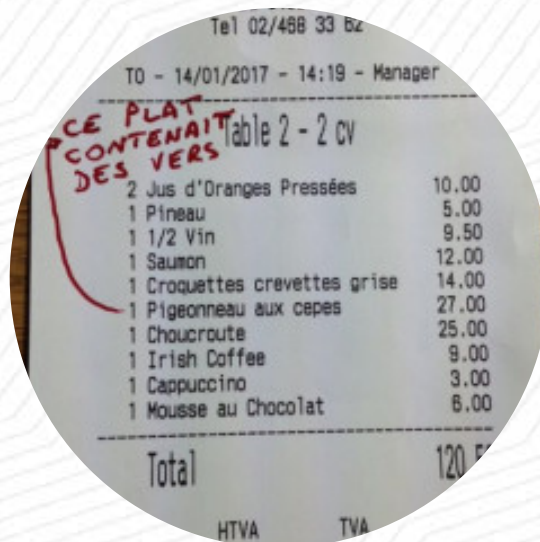 Tel 02/468 33 62
TO - 14/01/2017 - 14:19 - Manager
CE PLAT
CONTENAIT
DES VERS
Table 2 - 2 cv
2 Jus d'Oranges Pressées 10.00
1 Pineau 5.00
1 1/2 Vin 9.50
1 Saumon 12.00
1 Croquettes crevettes grise 14.00
1 Pigeonneau aux cepes 27.00
1 Choucroute 25.00
1 Irish Coffee 9.00
1 Cappuccino 3.00
1 Mousse au Chocolat 6.00
Total
HTVA TVA